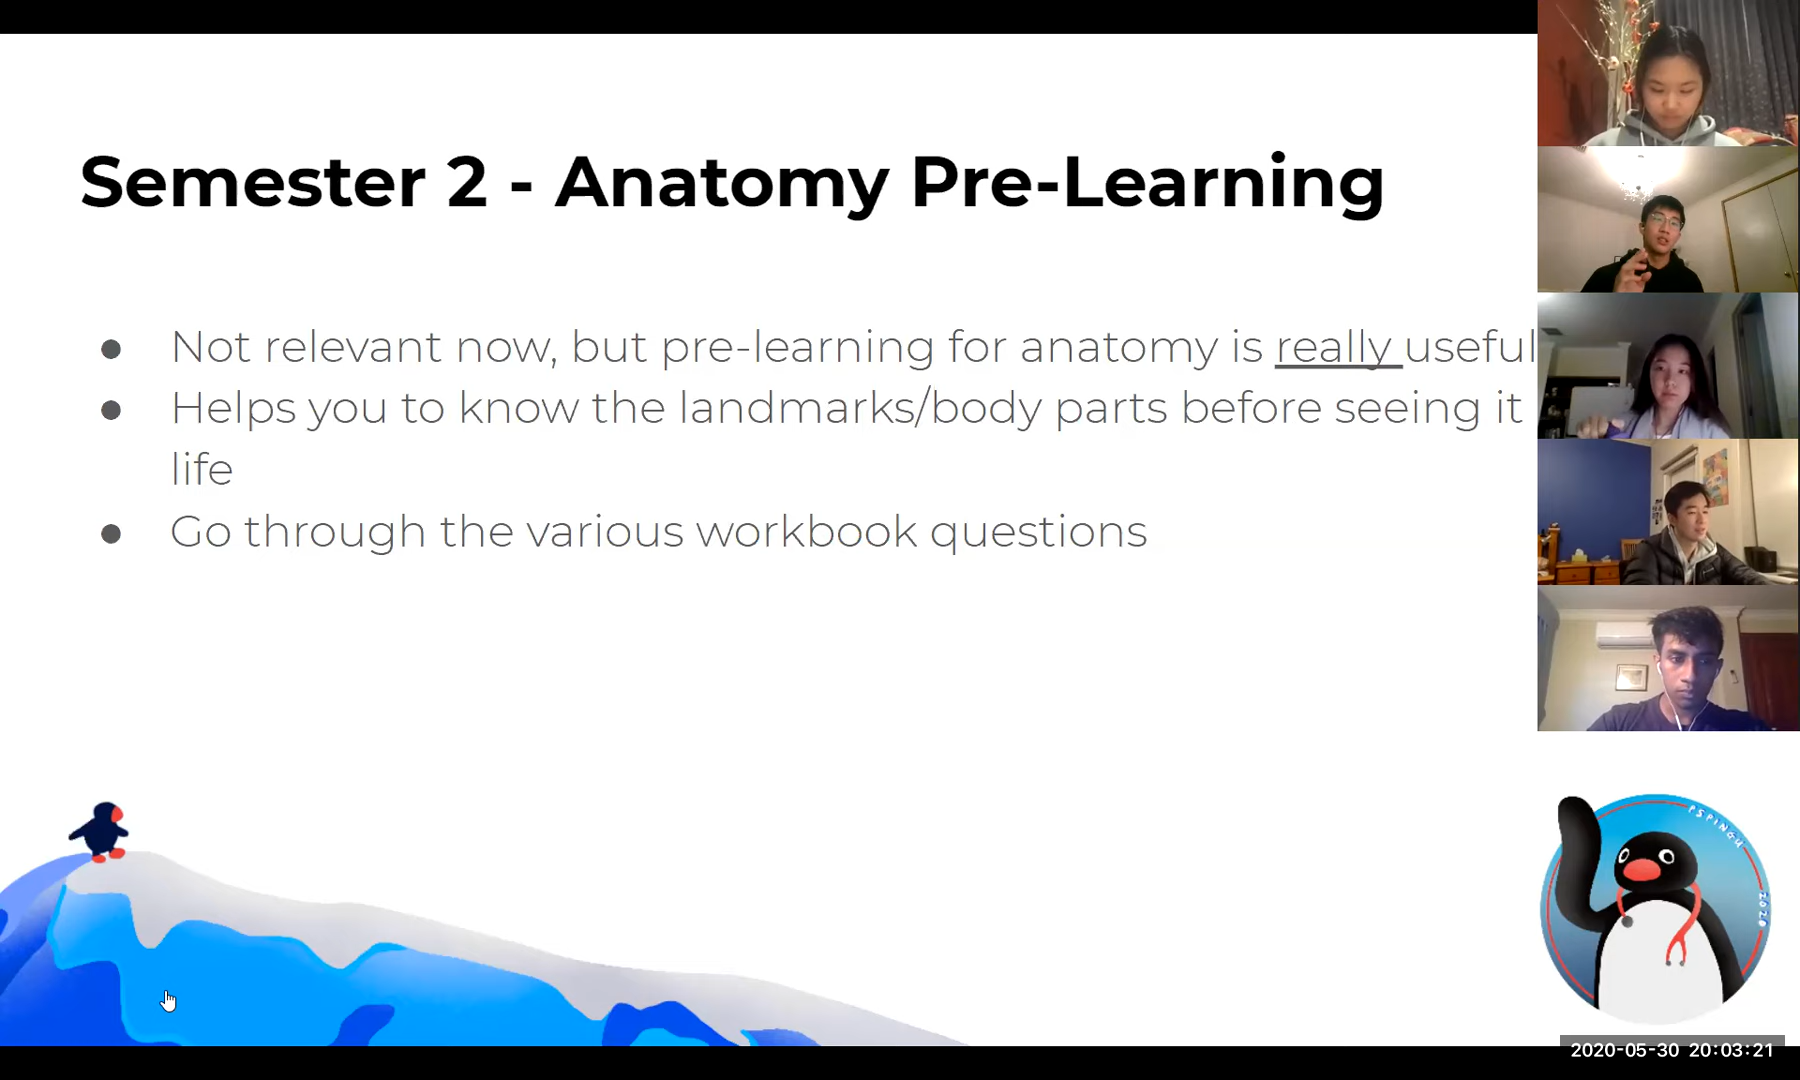 Semester 2 - Anatomy Pre-Learning
● Not relevant now, but pre-learning for anatomy is really useful
● Helps you to know the landmarks/body parts before seeing it
life
● Go through the various workbook questions
PSPINGU
2020
2020-05-30 20:03:21